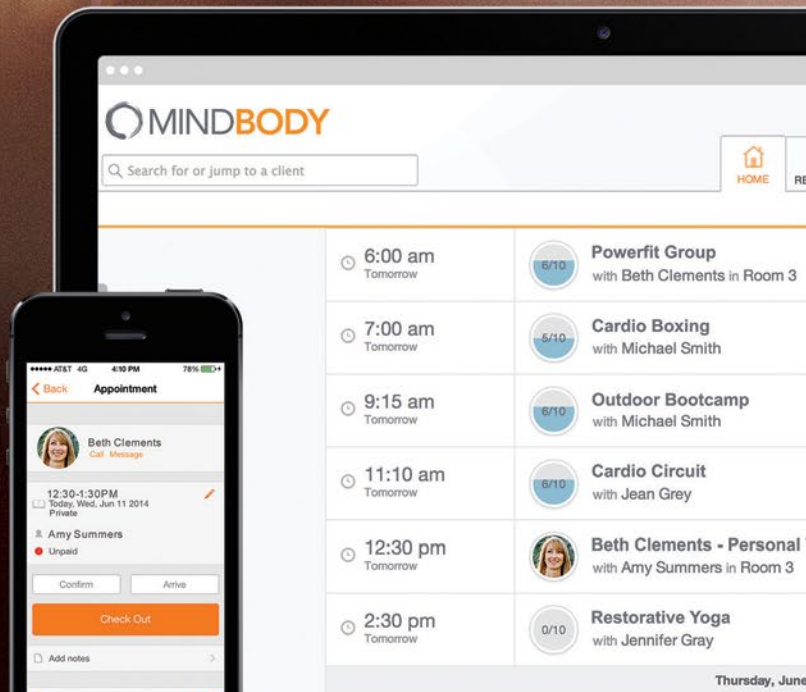 MINDBODY
Search for or jump to a client
HOME
RE
6:00 am
Tomorrow
6/10
Powerfit Group
with Beth Clements in Room 3
7:00 am
Tomorrow
5/10
Cardio Boxing
with Michael Smith
9:15 am
Tomorrow
6/10
Outdoor Bootcamp
with Michael Smith
11:10 am
Tomorrow
6/10
Cardio Circuit
with Jean Grey
12:30 pm
Tomorrow
Beth Clements - Personal
with Amy Summers in Room 3
2:30 pm
Tomorrow
0/10
Restorative Yoga
with Jennifer Gray
Thursday, June
AT&T 4G 4:10 PM 78%
Back Appointment
Beth Clements
Call Message
12:30-1:30PM
Today, Wed, Jun 11 2014
Private
Amy Summers
Unpaid
Confirm Arrive
Check Out
Add notes